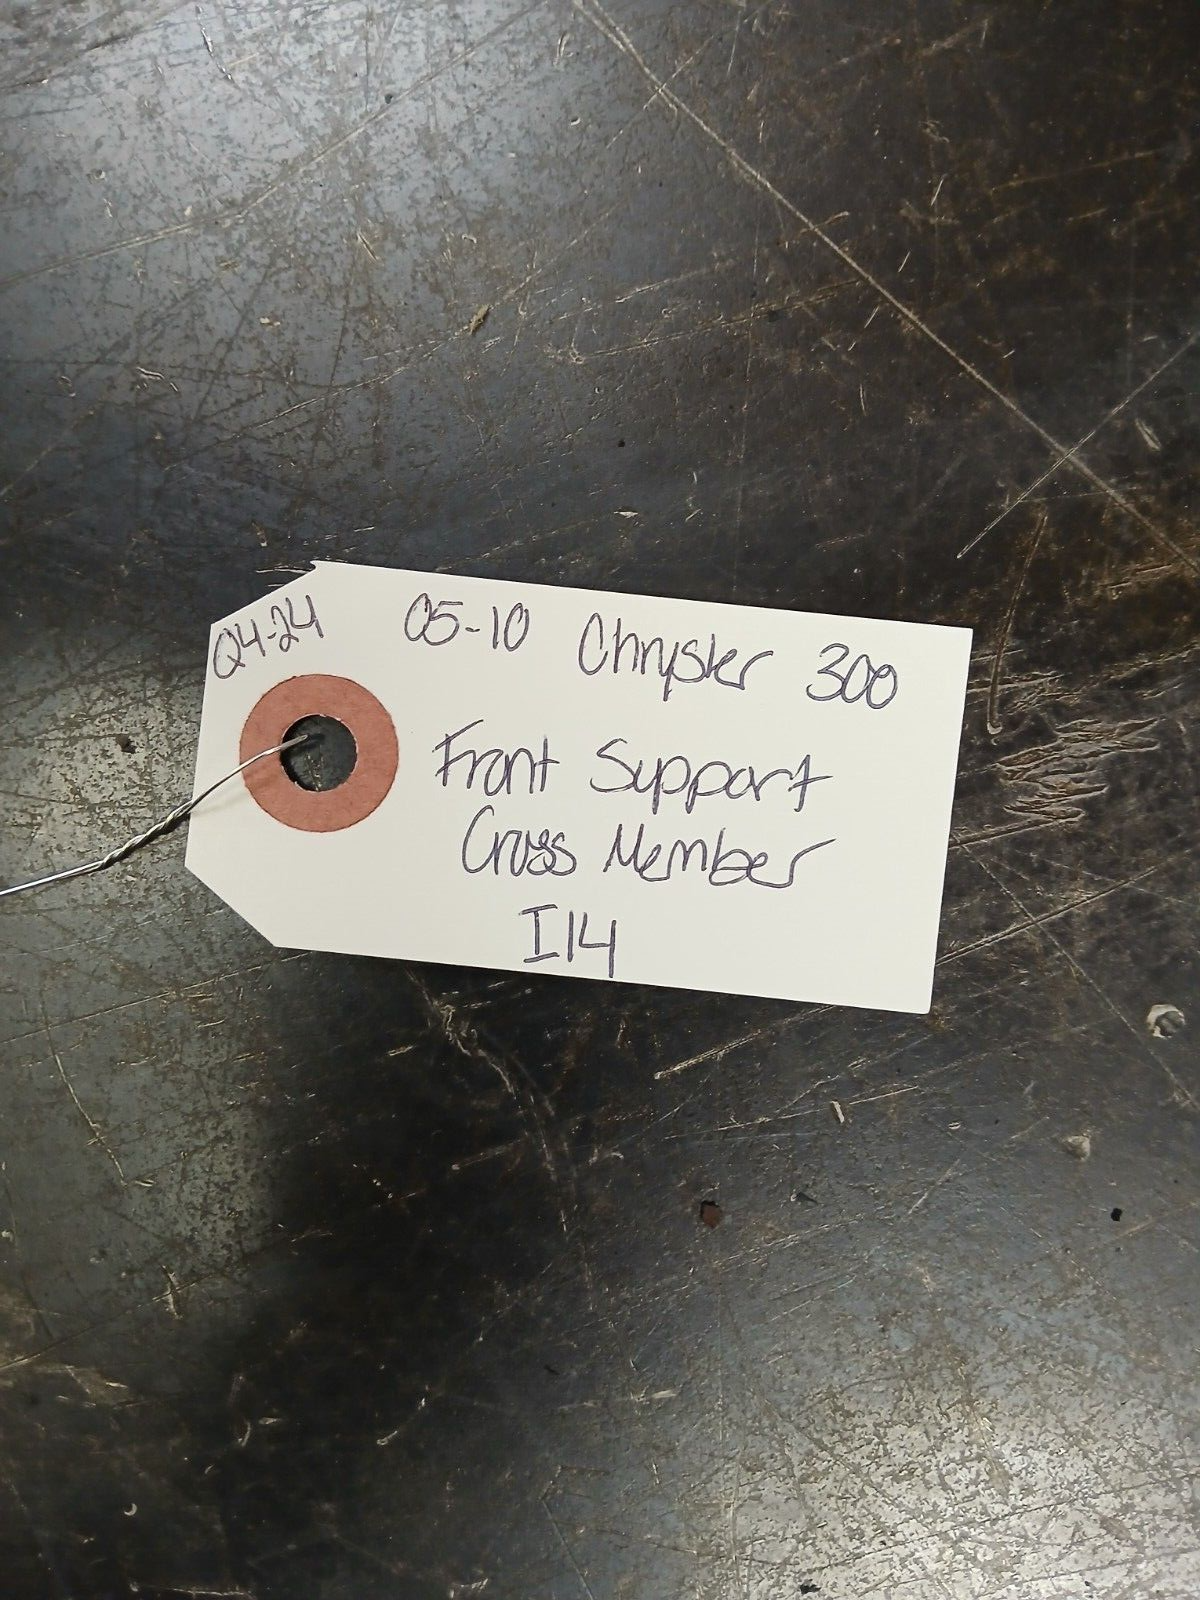 Q4-24
05-10 Chrysler 300
Front Support
Cross Member
I14